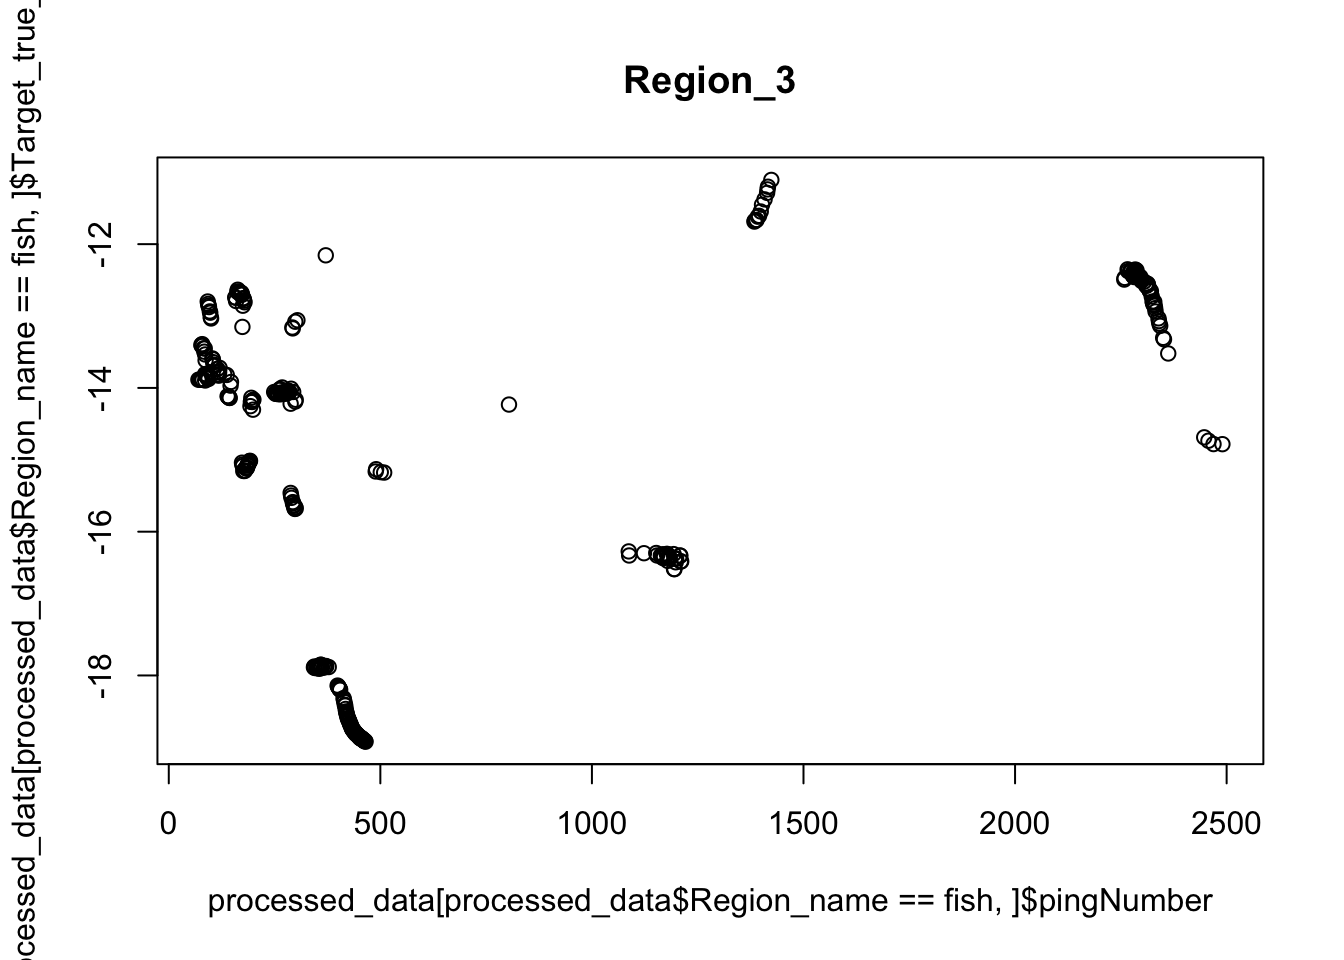 Region_3
processed_data[processed_data$Region_name == fish, ]$Target_true_
-12
-14
-16
-18
0 500 1000 1500 2000 2500
processed_data[processed_data$Region_name == fish, ]$pingNumber